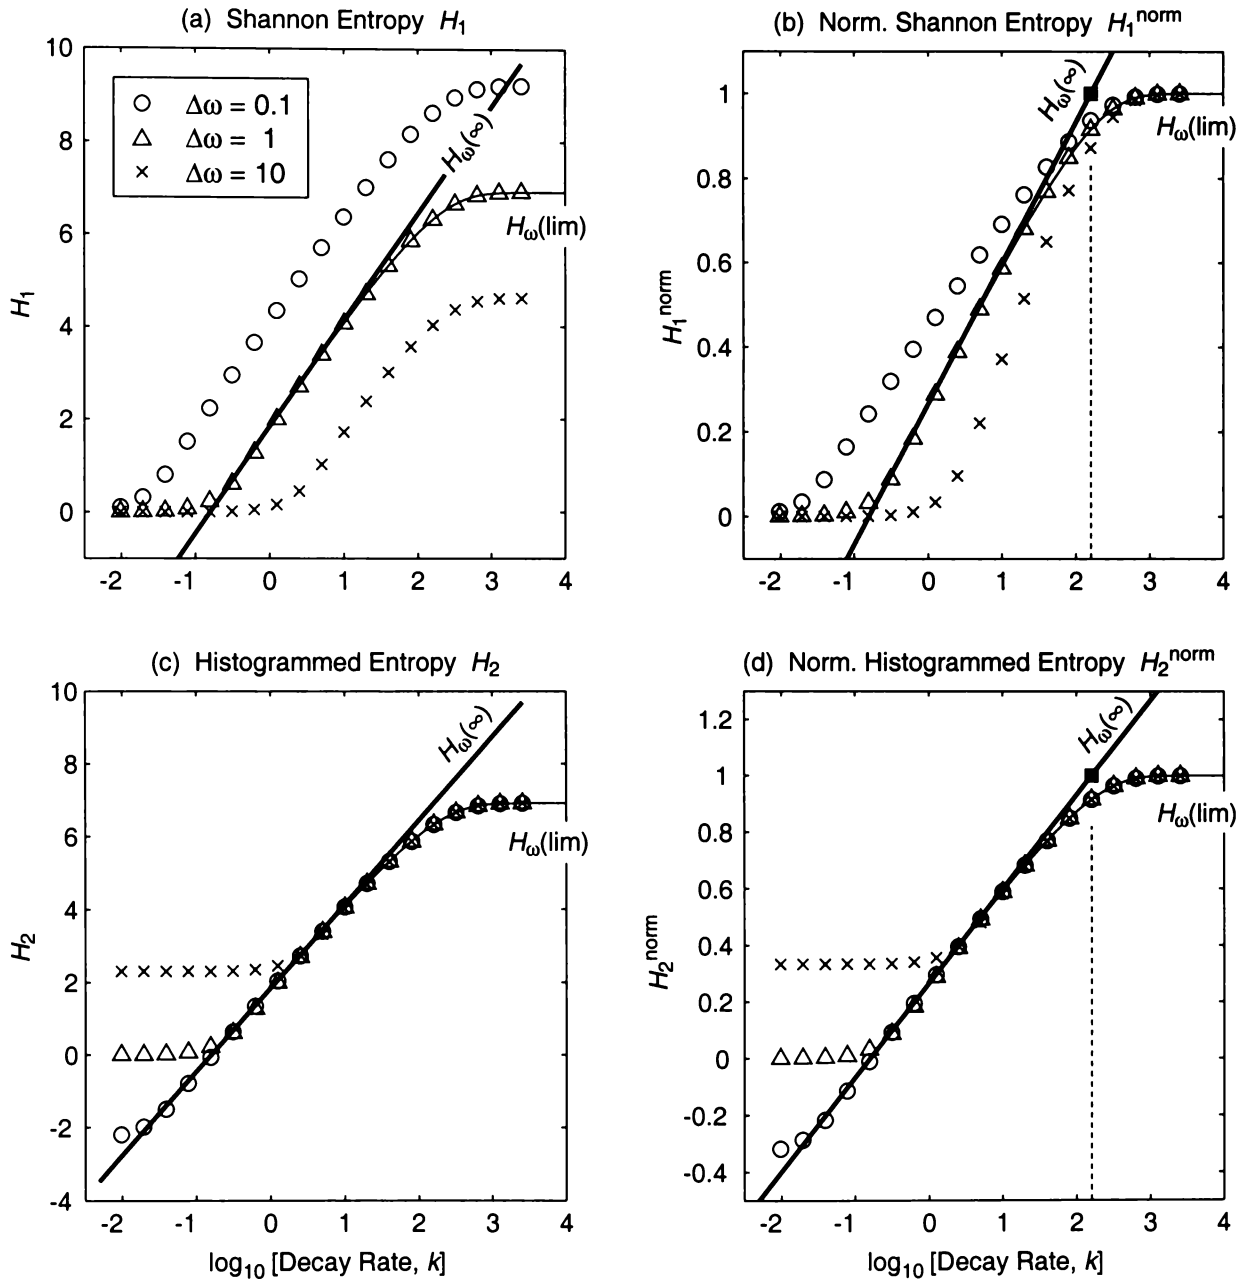 (a) Shannon Entropy H₁
10
8
6
4
2
0
H₁
-2 -1 0 1 2 3 4
Δω = 0.1
Δω = 1
Δω = 10
Hω(∞)
Hω(lim)
(b) Norm. Shannon Entropy H₁ⁿᵒʳᵐ
1
0.8
0.6
0.4
0.2
0
H₁ⁿᵒʳᵐ
-2 -1 0 1 2 3 4
Hω(∞)
Hω(lim)
(c) Histogrammed Entropy H₂
10
8
6
4
2
0
-2
-4
H₂
-2 -1 0 1 2 3 4
log₁₀ [Decay Rate, k]
Hω(∞)
Hω(lim)
(d) Norm. Histogrammed Entropy H₂ⁿᵒʳᵐ
1.2
1
0.8
0.6
0.4
0.2
0
-0.2
-0.4
H₂ⁿᵒʳᵐ
-2 -1 0 1 2 3 4
log₁₀ [Decay Rate, k]
Hω(∞)
Hω(lim)